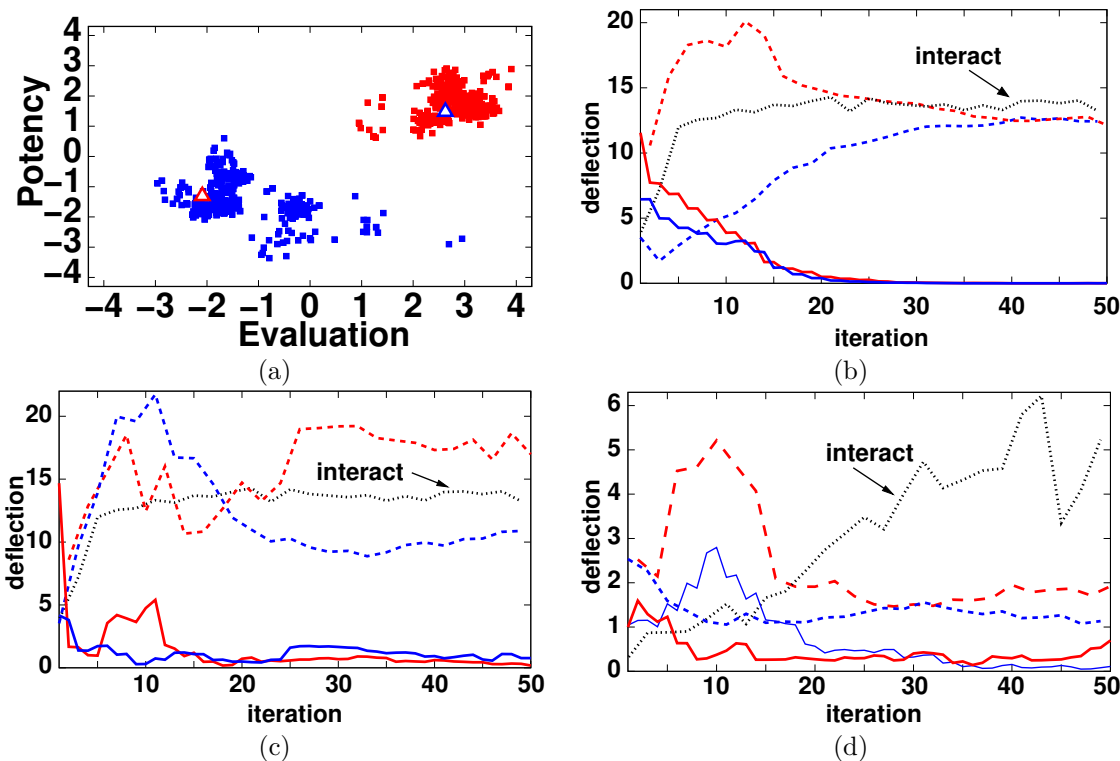 4
3
2
1
0
−1
−2
−3
−4
Potency
−4 −3 −2 −1 0 1 2 3 4
Evaluation
(a)
20
15
10
5
0
deflection
interact
10 20 30 40 50
iteration
(b)
20
15
10
5
0
deflection
interact
10 20 30 40 50
iteration
(c)
6
5
4
3
2
1
0
deflection
interact
10 20 30 40 50
iteration
(d)